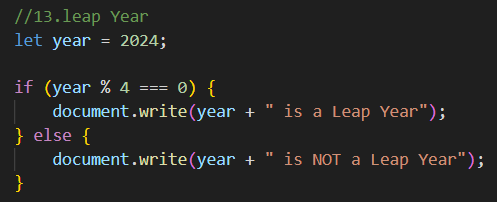 //13.leap Year
let year = 2024;

if (year % 4 === 0) {
    document.write(year + " is a Leap Year");
} else {
    document.write(year + " is NOT a Leap Year");
}